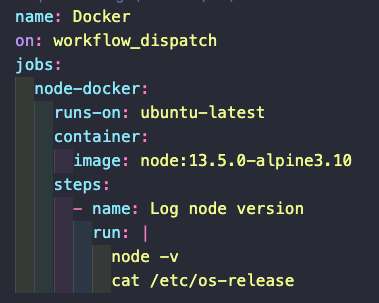 name: Docker
on: workflow_dispatch
jobs:
  node-docker:
    runs-on: ubuntu-latest
    container:
      image: node:13.5.0-alpine3.10
    steps:
      - name: Log node version
        run: |
          node -v
          cat /etc/os-release